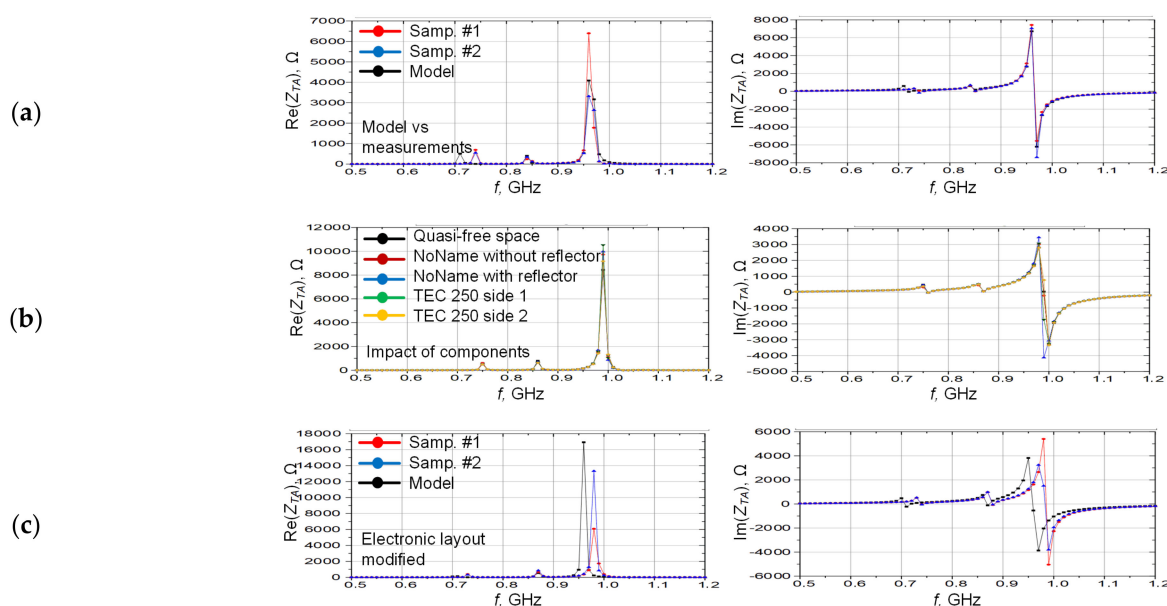 (a)
Re(Z_TA), Ω
7000
6000
5000
4000
3000
2000
1000
0
Samp. #1
Samp. #2
Model
Model vs
measurements
0.5 0.6 0.7 0.8 0.9 1.0 1.1 1.2
f, GHz
Im(Z_TA), Ω
8000
6000
4000
2000
0
-2000
-4000
-6000
-8000
0.5 0.6 0.7 0.8 0.9 1.0 1.1 1.2
f, GHz
(b)
Re(Z_TA), Ω
12000
10000
8000
6000
4000
2000
0
Quasi-free space
NoName without reflector
NoName with reflector
TEC 250 side 1
TEC 250 side 2
Impact of components
0.5 0.6 0.7 0.8 0.9 1.0 1.1 1.2
f, GHz
Im(Z_TA), Ω
4000
3000
2000
1000
0
-1000
-2000
-3000
-4000
-5000
0.5 0.6 0.7 0.8 0.9 1.0 1.1 1.2
f, GHz
(c)
Re(Z_TA), Ω
18000
16000
14000
12000
10000
8000
6000
4000
2000
0
Samp. #1
Samp. #2
Model
Electronic layout
modified
0.5 0.6 0.7 0.8 0.9 1.0 1.1 1.2
f. GHz
Im(Z_TA), Ω
6000
4000
2000
0
-2000
-4000
-6000
0.5 0.6 0.7 0.8 0.9 1.0 1.1 1.2
f, GHz